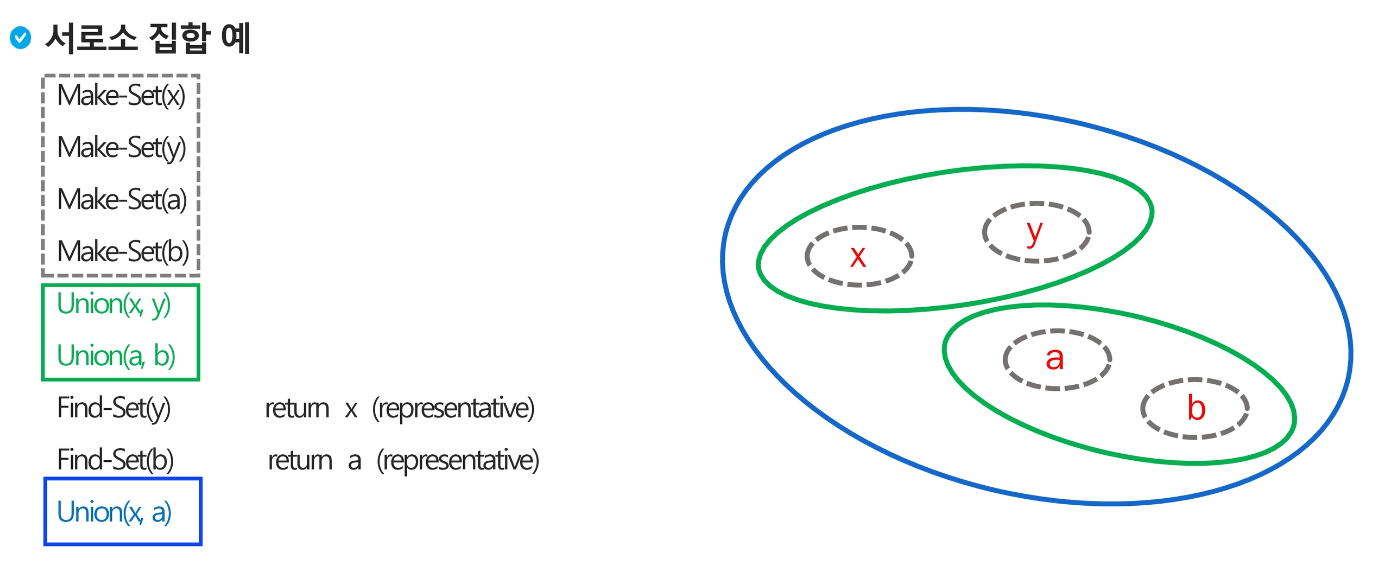 서로소 집합 예
Make-Set(x)
Make-Set(y)
Make-Set(a)
Make-Set(b)
Union(x, y)
Union(a, b)
Find-Set(y) return x (representative)
Find-Set(b) return a (representative)
Union(x, a)
x
y
a
b